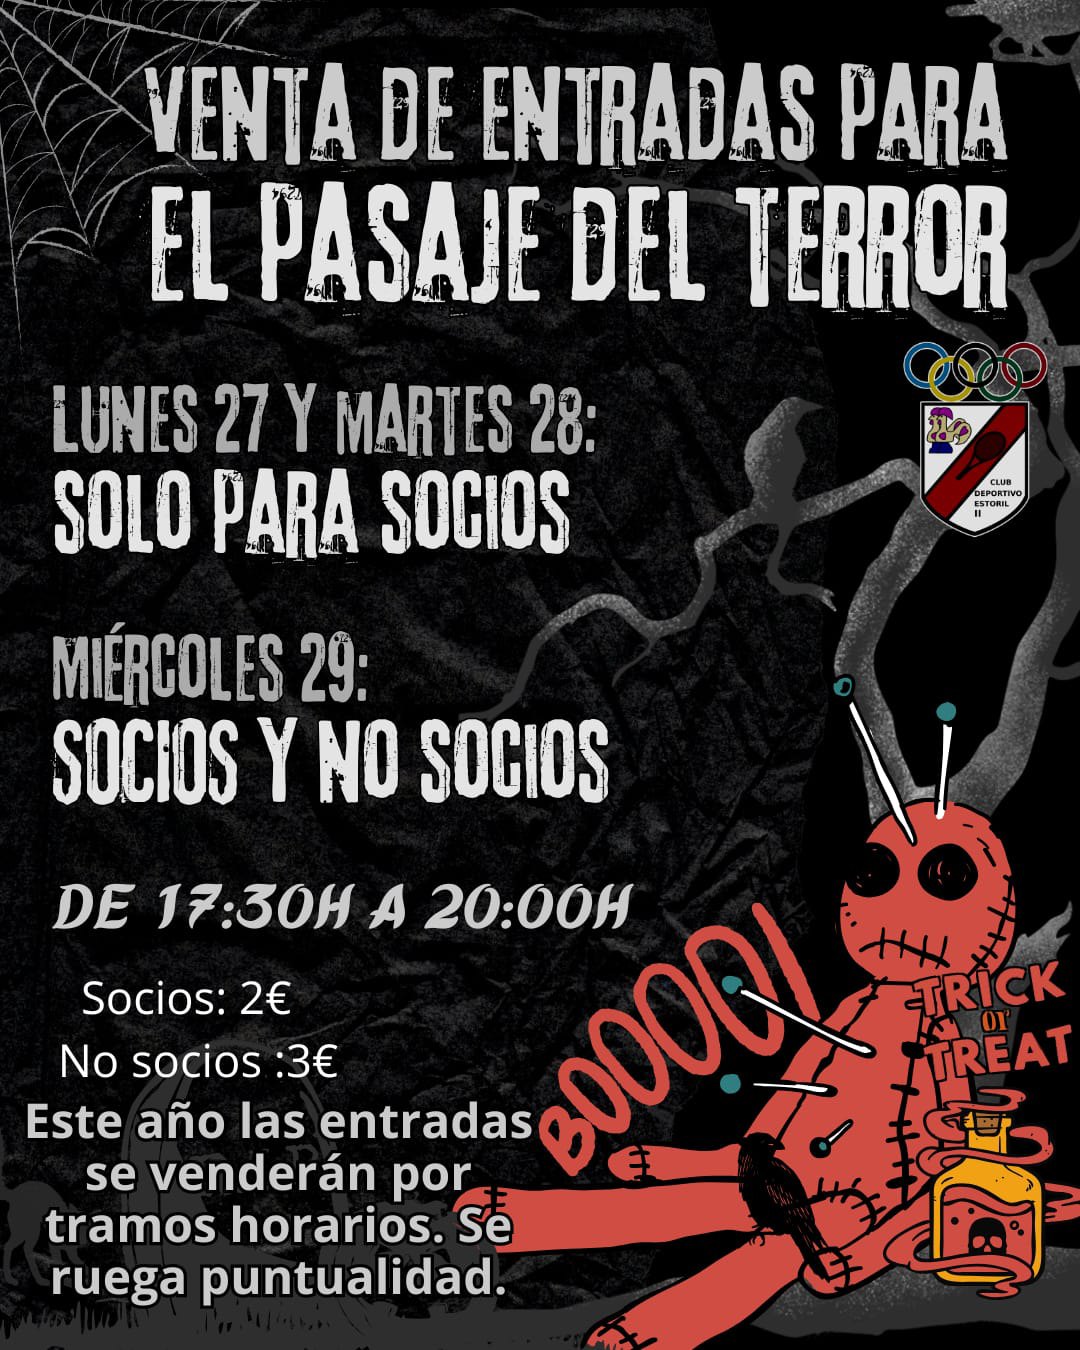 VENTA DE ENTRADAS PARA
EL PASAJE DEL TERROR
LUNES 27 Y MARTES 28:
SOLO PARA SOCIOS
CLUB
DEPORTIVO
ESTORIL
II
MIÉRCOLES 29:
SOCIOS Y NO SOCIOS
DE 17:30H A 20:00H
Socios: 2€
No socios :3€
Este año las entradas
se venderán por
tramos horarios. Se
ruega puntualidad.
BOOOO!
TRICK
or
TREAT